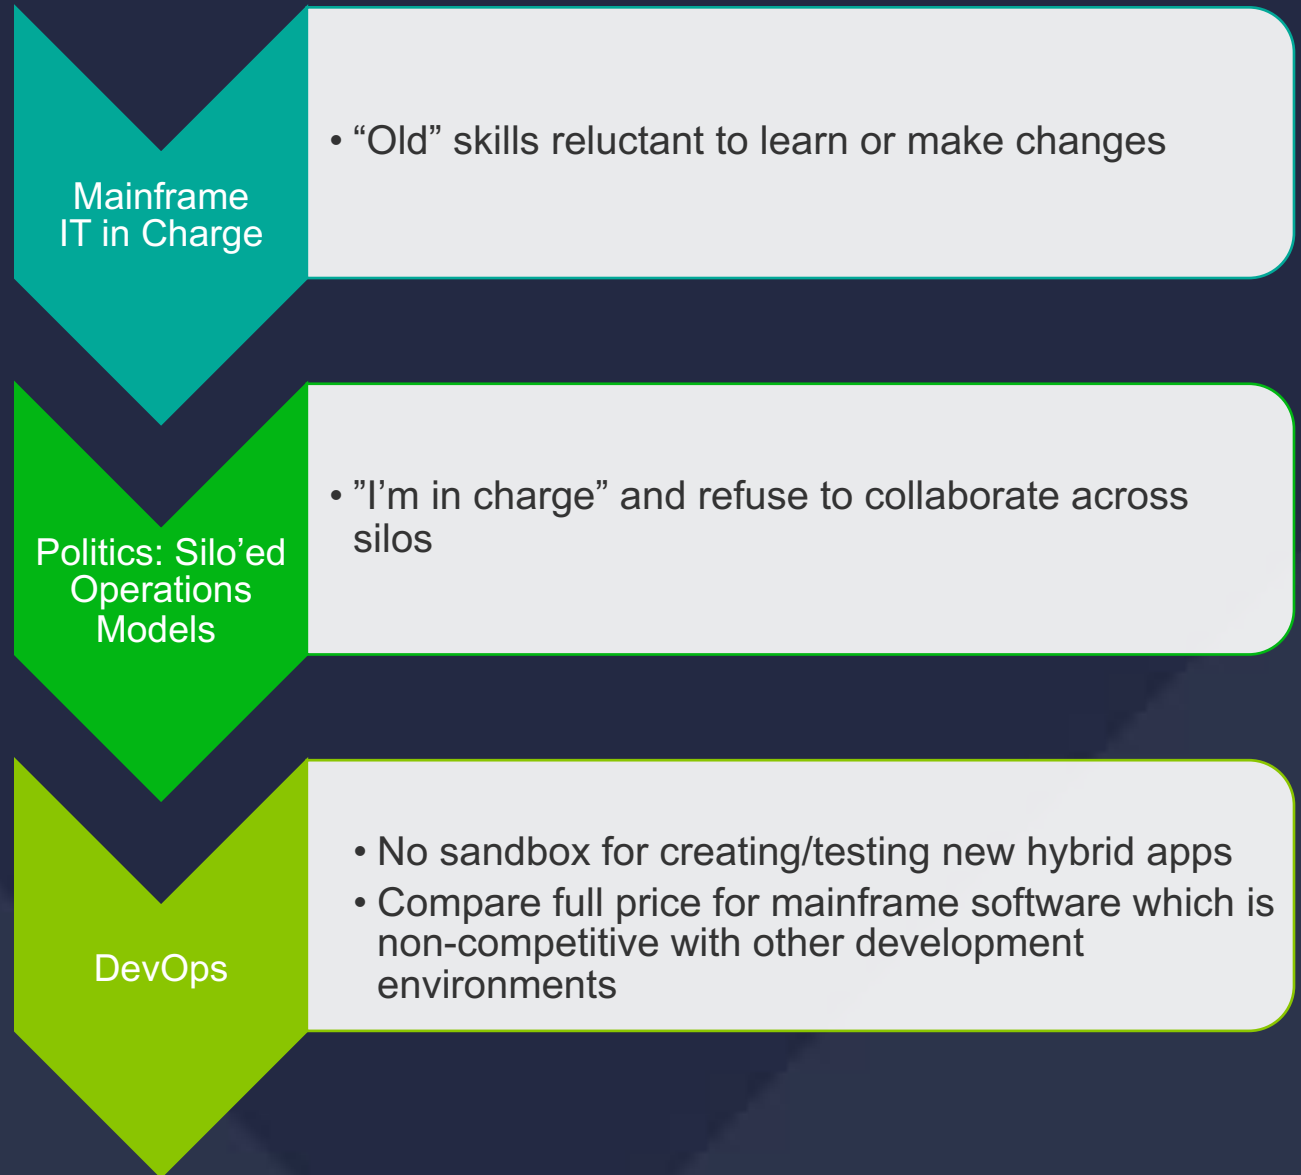 Mainframe
IT in Charge
• “Old” skills reluctant to learn or make changes
Politics: Silo’ed
Operations
Models
• ”I’m in charge” and refuse to collaborate across
silos
DevOps
• No sandbox for creating/testing new hybrid apps
• Compare full price for mainframe software which is
non-competitive with other development
environments